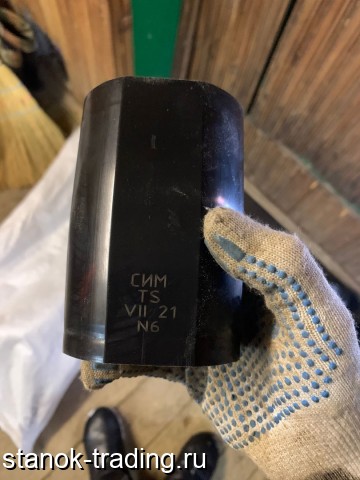 СИМ
TS
VII 21
N6
stanok-trading.ru